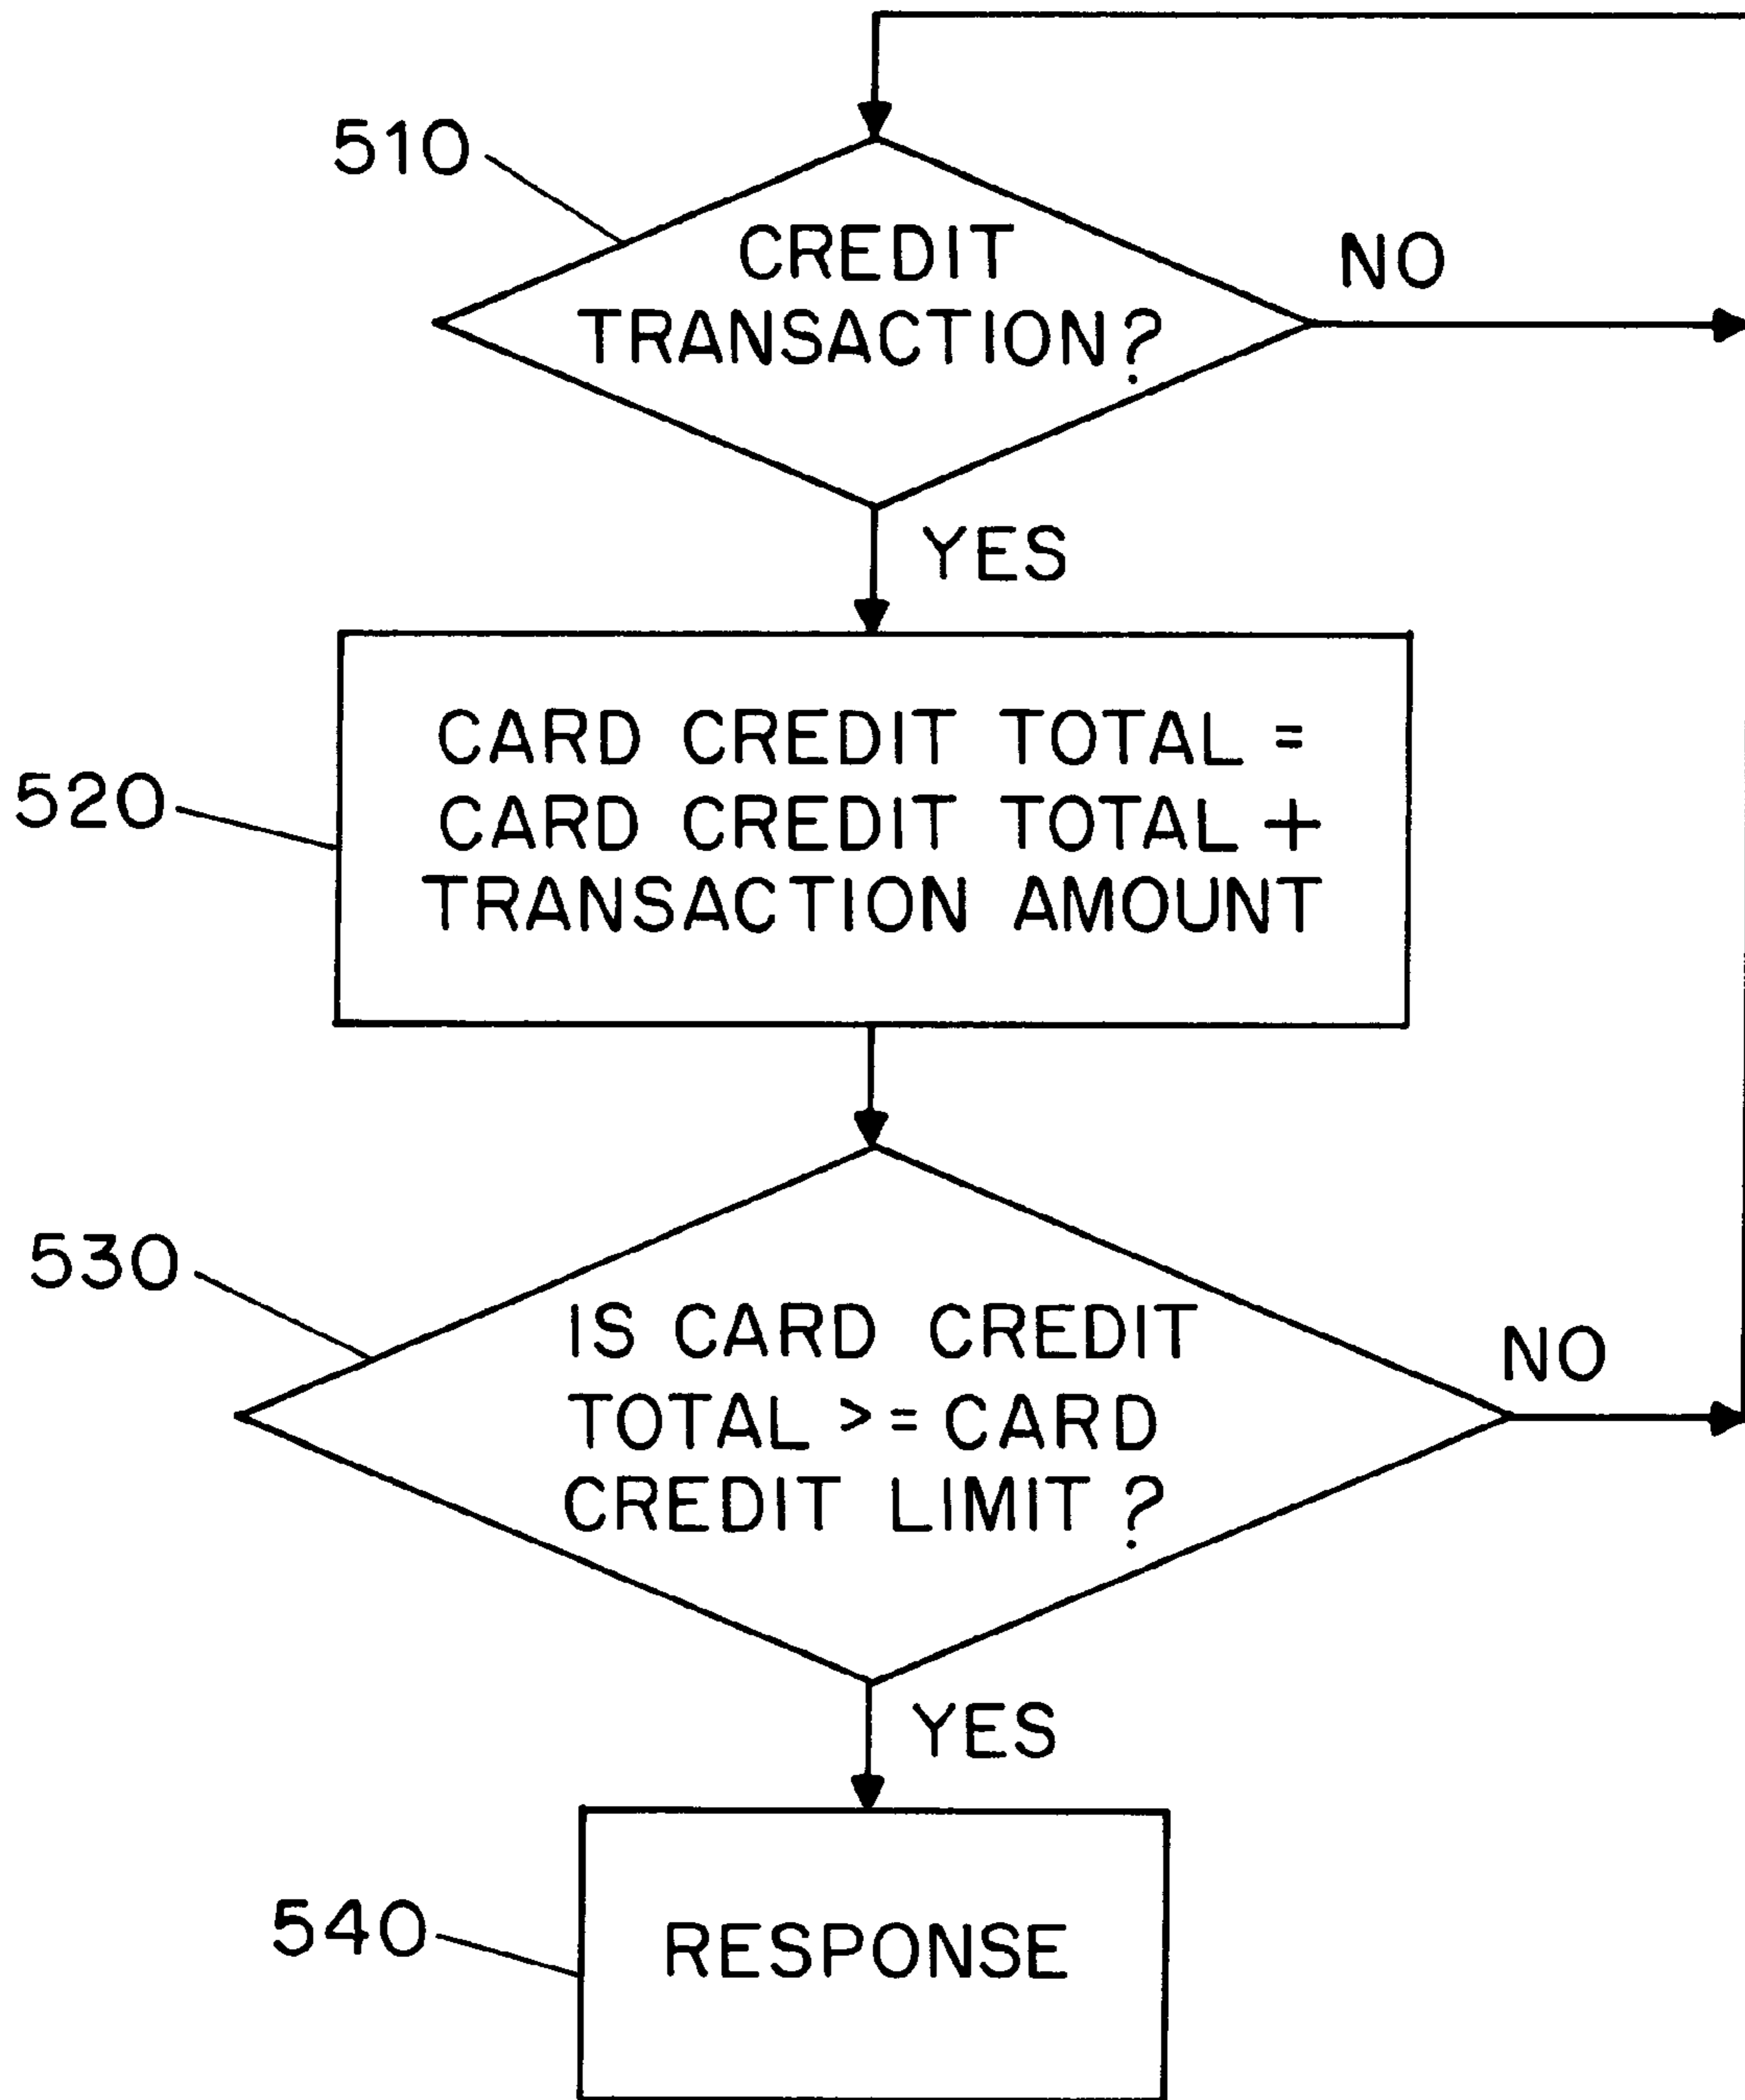 510
CREDIT
TRANSACTION?
NO
YES
520
CARD CREDIT TOTAL =
CARD CREDIT TOTAL +
TRANSACTION AMOUNT
530
IS CARD CREDIT
TOTAL >= CARD
CREDIT LIMIT?
NO
YES
540
RESPONSE